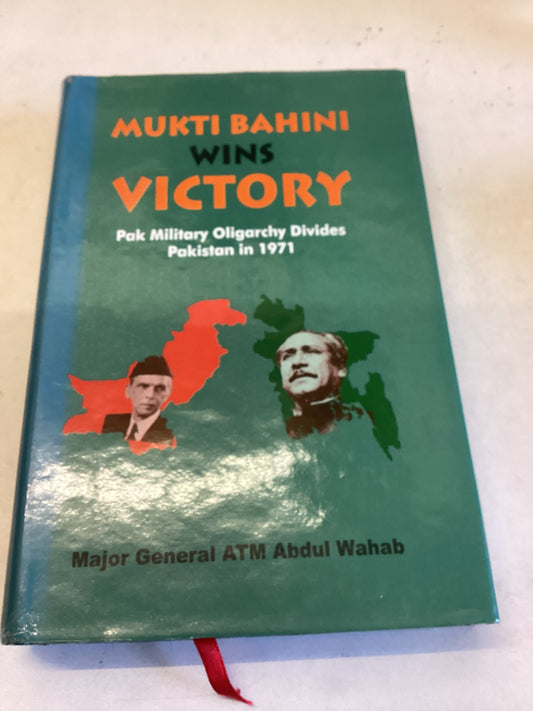 MUKTI BAHINI
WINS
VICTORY
Pak Military Oligarchy Divides
Pakistan in 1971
Major General ATM Abdul Wahab